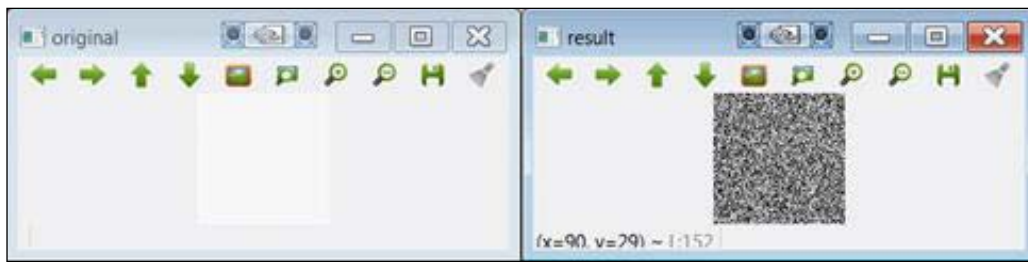 original
result
(x=90, y=29) ~ L:152